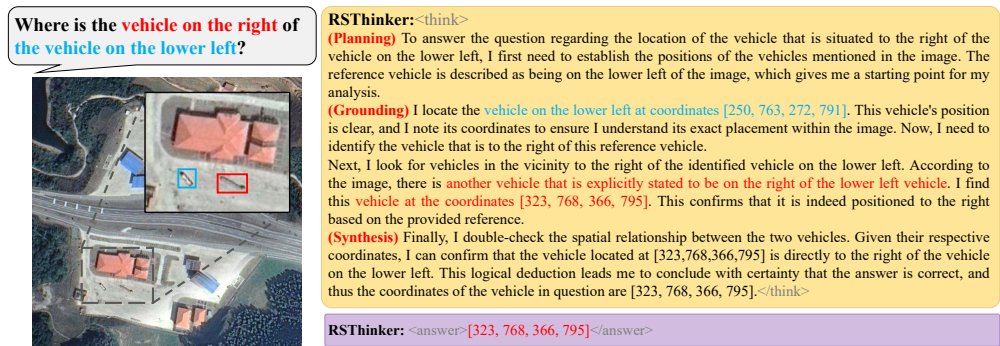 Where is the vehicle on the right of
the vehicle on the lower left?
RSThinker:<think>
(Planning) To answer the question regarding the location of the vehicle that is situated to the right of the
vehicle on the lower left, I first need to establish the positions of the vehicles mentioned in the image. The
reference vehicle is described as being on the lower left of the image, which gives me a starting point for my
analysis.
(Grounding) I locate the vehicle on the lower left at coordinates [250, 763, 272, 791]. This vehicle's position
is clear, and I note its coordinates to ensure I understand its exact placement within the image. Now, I need to
identify the vehicle that is to the right of this reference vehicle.
Next, I look for vehicles in the vicinity to the right of the identified vehicle on the lower left. According to
the image, there is another vehicle that is explicitly stated to be on the right of the lower left vehicle. I find
this vehicle at the coordinates [323, 768, 366, 795]. This confirms that it is indeed positioned to the right
based on the provided reference.
(Synthesis) Finally, I double-check the spatial relationship between the two vehicles. Given their respective
coordinates, I can confirm that the vehicle located at [323,768,366,795] is directly to the right of the vehicle
on the lower left. This logical deduction leads me to conclude with certainty that the answer is correct, and
thus the coordinates of the vehicle in question are [323, 768, 366, 795].</think>
RSThinker: <answer>[323, 768, 366, 795]</answer>